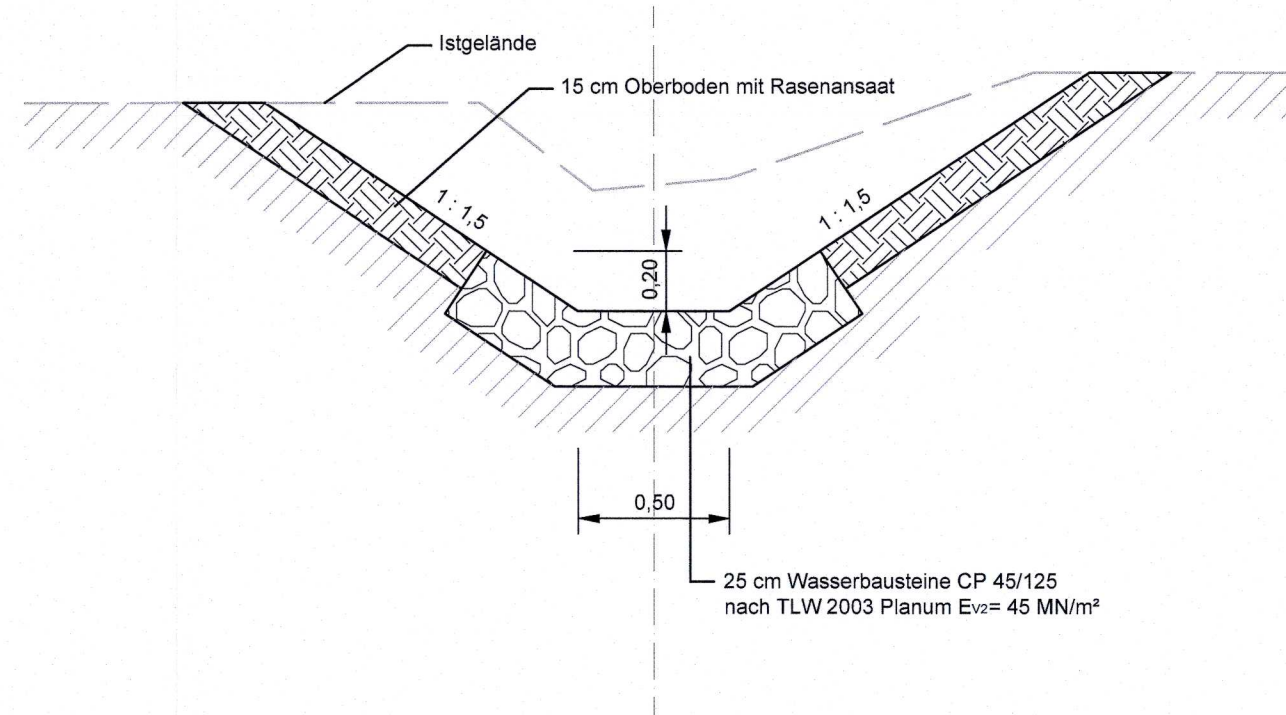 Istgelände
15 cm Oberboden mit Rasenansaat
1 : 1,5
1 : 1,5
0,20
0,50
25 cm Wasserbausteine CP 45/125
nach TLW 2003 Planum Ev2= 45 MN/m²